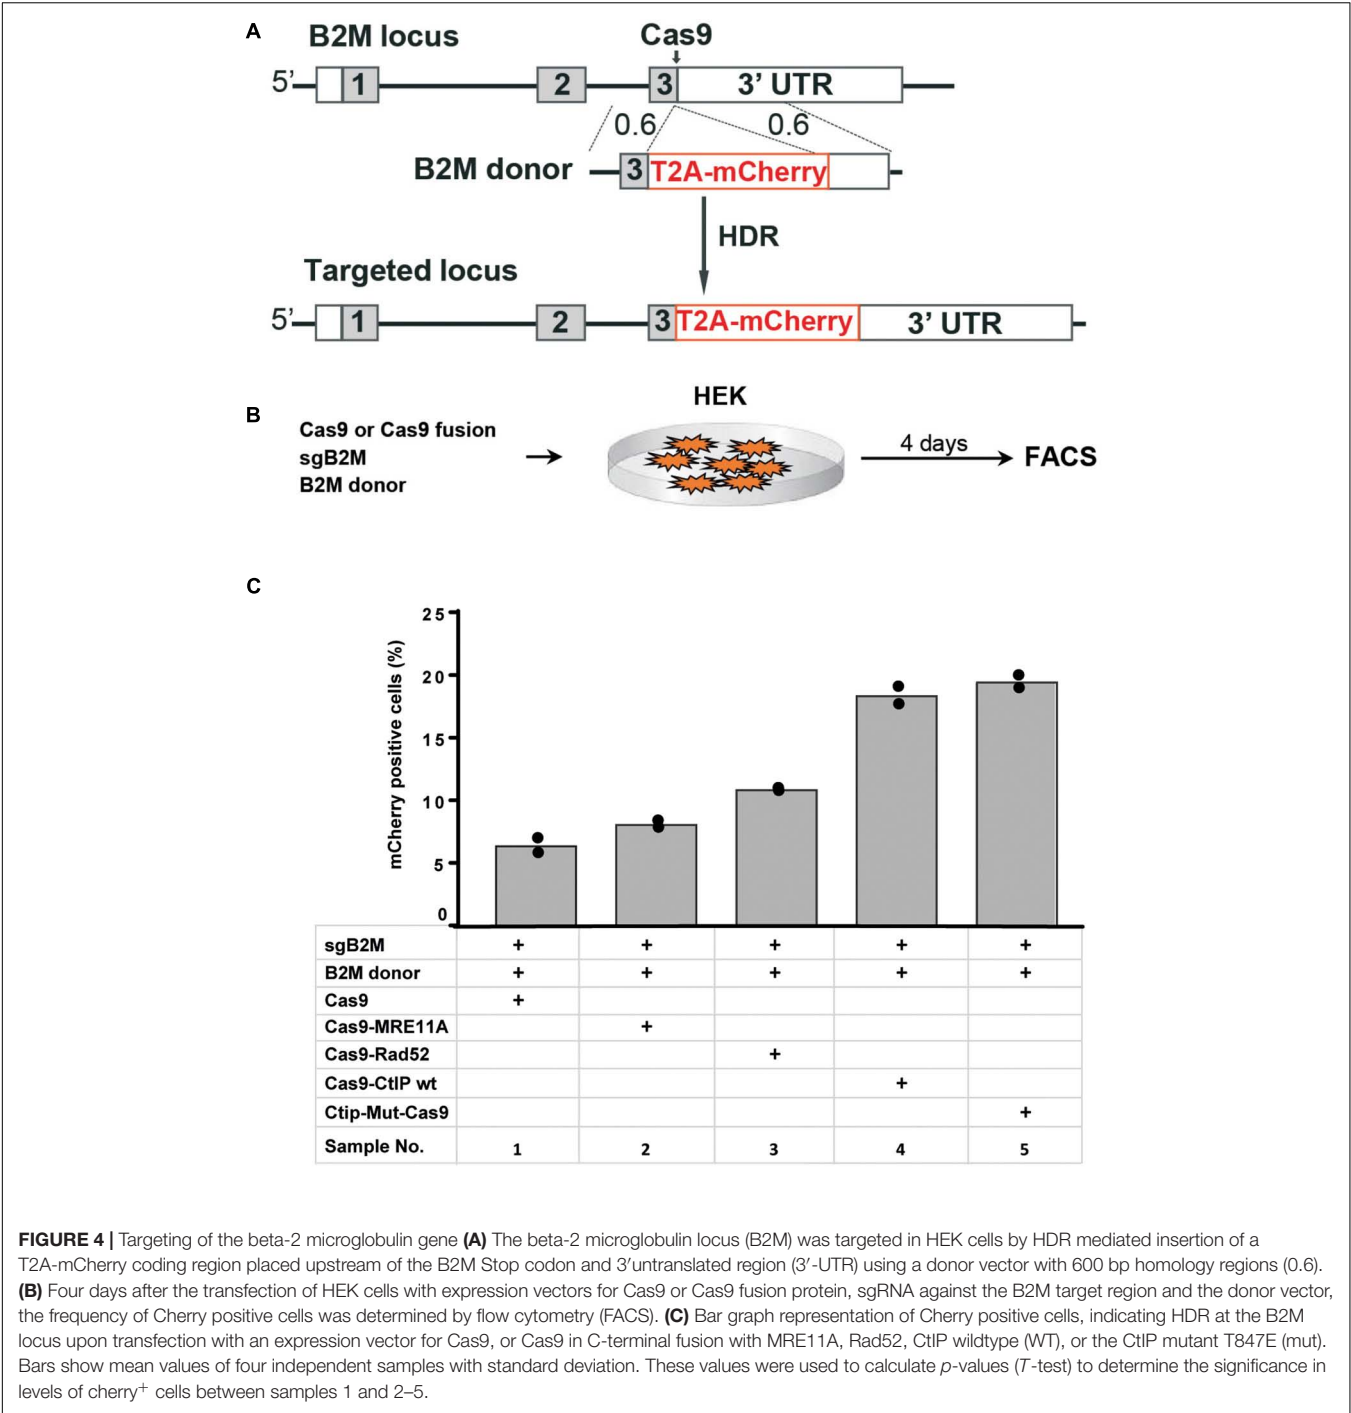 A
B2M locus
Cas9
5’
1
2
3
3’ UTR
0.6
0.6
B2M donor
3
T2A-mCherry
HDR
Targeted locus
5’
1
2
3
T2A-mCherry
3’ UTR
B
HEK
Cas9 or Cas9 fusion
sgB2M
B2M donor
4 days
FACS
C
mCherry positive cells (%)
25
20
15
10
5
0
sgB2M + + + + +
B2M donor + + + + +
Cas9 +
Cas9-MRE11A +
Cas9-Rad52 +
Cas9-CtIP wt +
Ctip-Mut-Cas9 +
Sample No. 1 2 3 4 5
FIGURE 4 | Targeting of the beta-2 microglobulin gene (A) The beta-2 microglobulin locus (B2M) was targeted in HEK cells by HDR mediated insertion of a
T2A-mCherry coding region placed upstream of the B2M Stop codon and 3′untranslated region (3′-UTR) using a donor vector with 600 bp homology regions (0.6).
(B) Four days after the transfection of HEK cells with expression vectors for Cas9 or Cas9 fusion protein, sgRNA against the B2M target region and the donor vector,
the frequency of Cherry positive cells was determined by flow cytometry (FACS). (C) Bar graph representation of Cherry positive cells, indicating HDR at the B2M
locus upon transfection with an expression vector for Cas9, or Cas9 in C-terminal fusion with MRE11A, Rad52, CtIP wildtype (WT), or the CtIP mutant T847E (mut).
Bars show mean values of four independent samples with standard deviation. These values were used to calculate p-values (T-test) to determine the significance in
levels of cherry⁺ cells between samples 1 and 2–5.